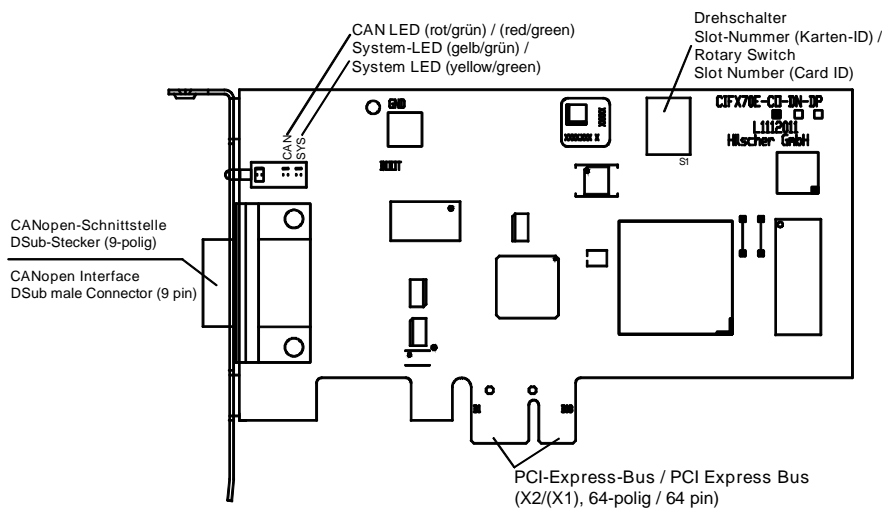 CAN LED (rot/grün) / (red/green)
System-LED (gelb/grün) /
System LED (yellow/green)
Drehschalter
Slot-Nummer (Karten-ID) /
Rotary Switch
Slot Number (Card ID)
CAN
SYS
GND
BOOT
XXXXXX X
XXXXX
S1
CIFX70E-CO-DN-DP
L1112011
Hilscher GmbH
CANopen-Schnittstelle
DSub-Stecker (9-polig)
CANopen Interface
DSub male Connector (9 pin)
PCI-Express-Bus / PCI Express Bus
(X2/(X1), 64-polig / 64 pin)